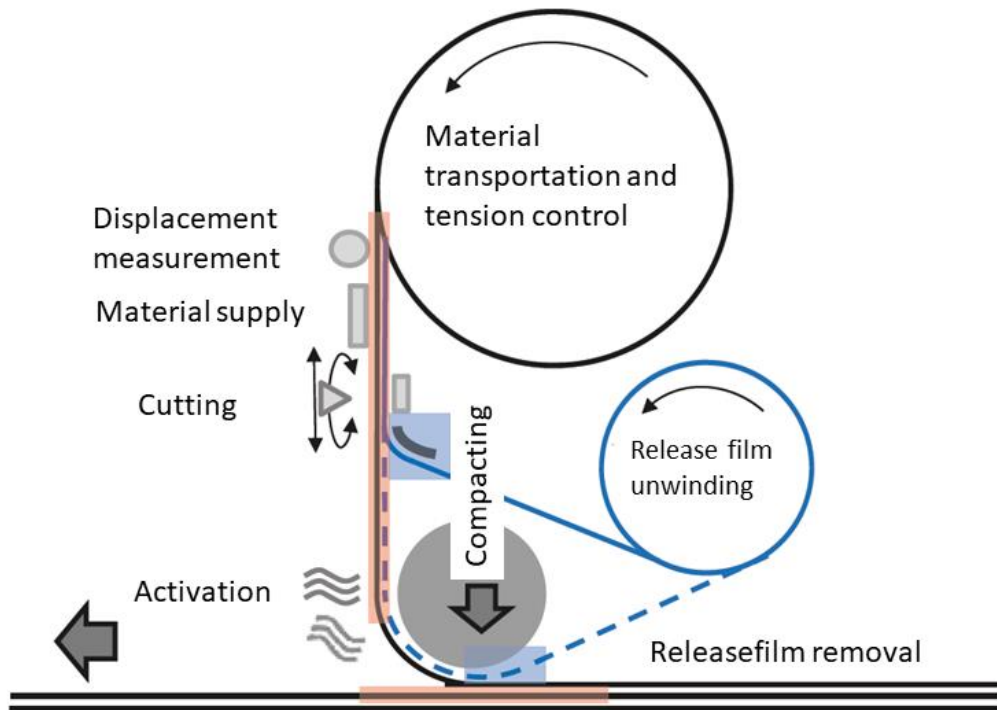 Material
transportation and
tension control
Displacement
measurement
Material supply
Cutting
Compacting
Release film
unwinding
Activation
Releasefilm removal